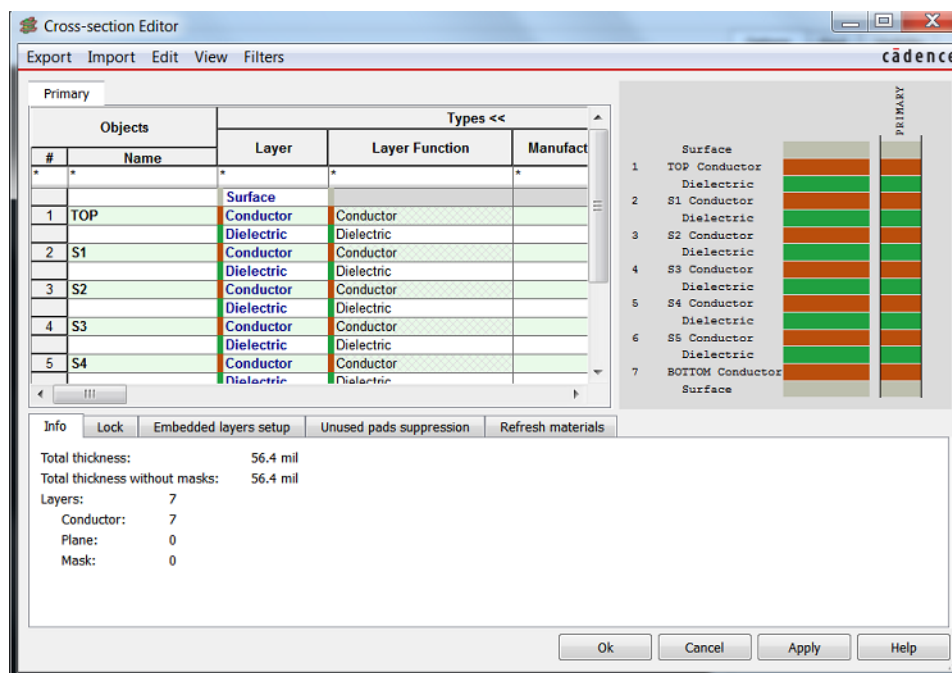 Cross-section Editor
Export Import Edit View Filters
cādence
Primary
Objects
Types <<
# Name Layer Layer Function Manufact
* * * * *
Surface
1 TOP Conductor Conductor
Dielectric Dielectric
2 S1 Conductor Conductor
Dielectric Dielectric
3 S2 Conductor Conductor
Dielectric Dielectric
4 S3 Conductor Conductor
Dielectric Dielectric
5 S4 Conductor Conductor
Dielectric Dielectric
PRIMARY
Surface
1 TOP Conductor
Dielectric
2 S1 Conductor
Dielectric
3 S2 Conductor
Dielectric
4 S3 Conductor
Dielectric
5 S4 Conductor
Dielectric
6 S5 Conductor
Dielectric
7 BOTTOM Conductor
Surface
Info Lock Embedded layers setup Unused pads suppression Refresh materials
Total thickness: 56.4 mil
Total thickness without masks: 56.4 mil
Layers: 7
Conductor: 7
Plane: 0
Mask: 0
Ok Cancel Apply Help